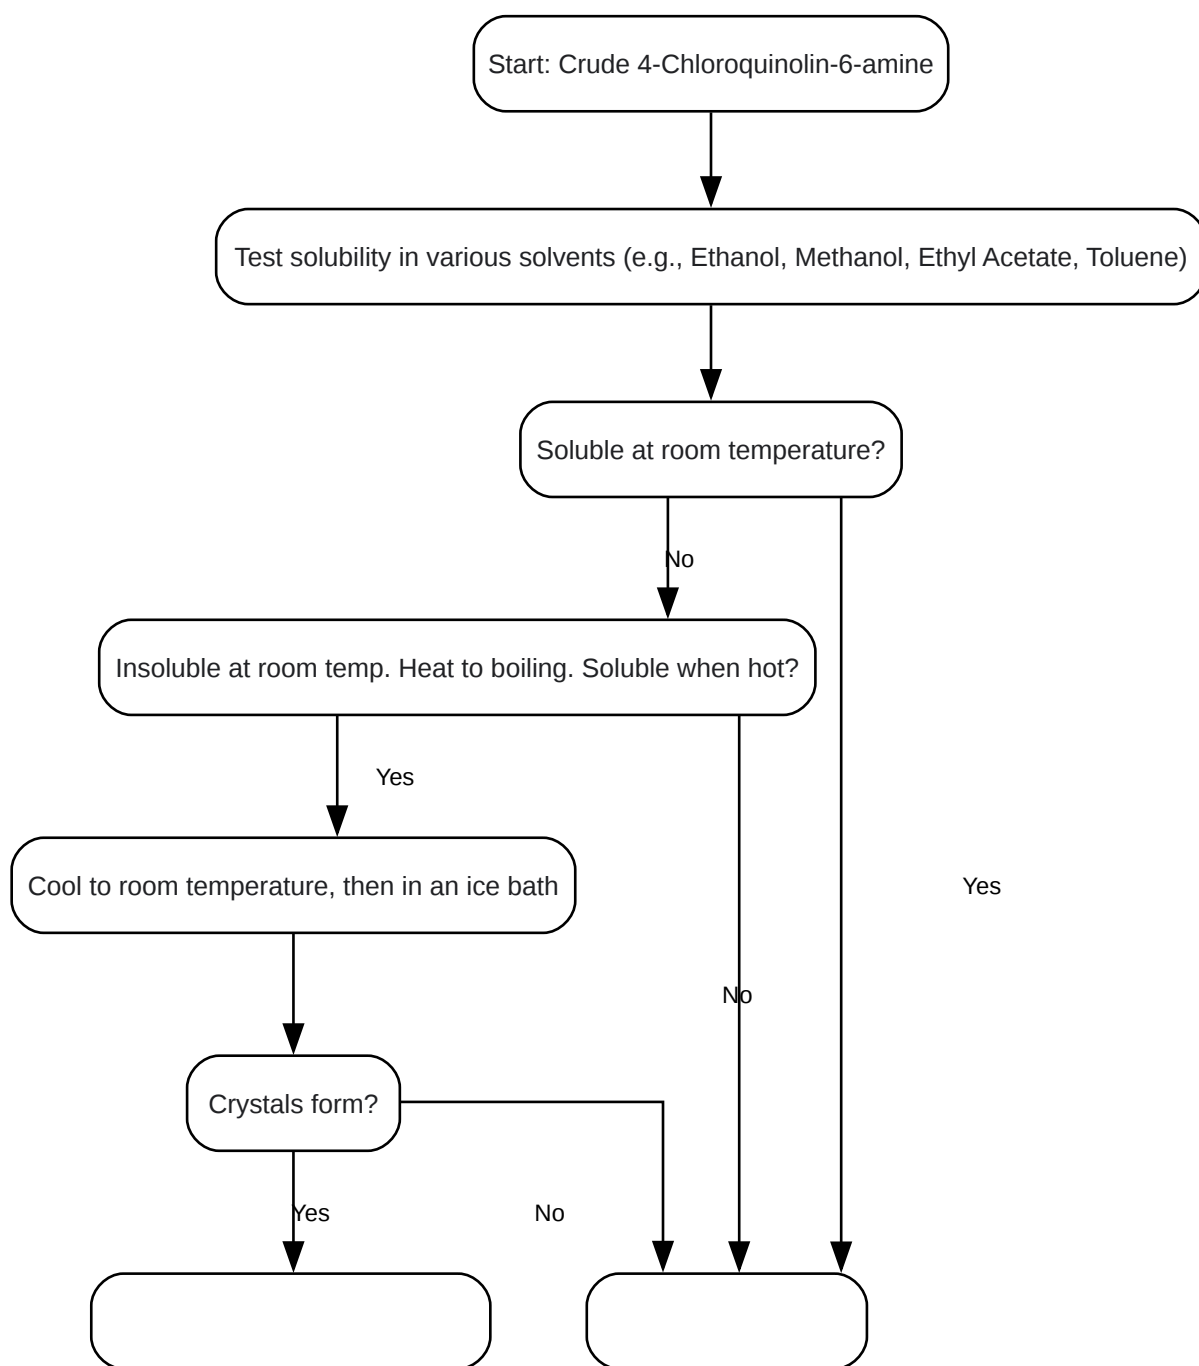 Start: Crude 4-Chloroquinolin-6-amine
Test solubility in various solvents (e.g., Ethanol, Methanol, Ethyl Acetate, Toluene)
Soluble at room temperature?
No
Insoluble at room temp. Heat to boiling. Soluble when hot?
Yes
Cool to room temperature, then in an ice bath
Yes
No
Crystals form?
Yes
No